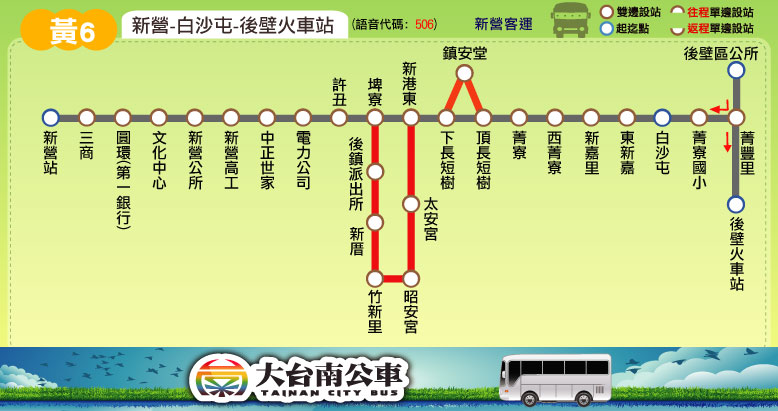 黃6
新營-白沙屯-後壁火車站
(語音代碼: 506)
新營客運
雙邊設站
往程單邊設站
起迄點
返程單邊設站
新營站
三商
圓環(第一銀行)
文化中心
新營公所
新營高工
中正世家
電力公司
許丑
埤寮
後鎮派出所
新厝
竹新里
昭安宮
太安宮
新港東
下長短樹
鎮安堂
頂長短樹
菁寮
西菁寮
新嘉里
東新嘉
白沙屯
菁寮國小
菁豐里
後壁區公所
後壁火車站
大台南公車
TAINAN CITY BUS